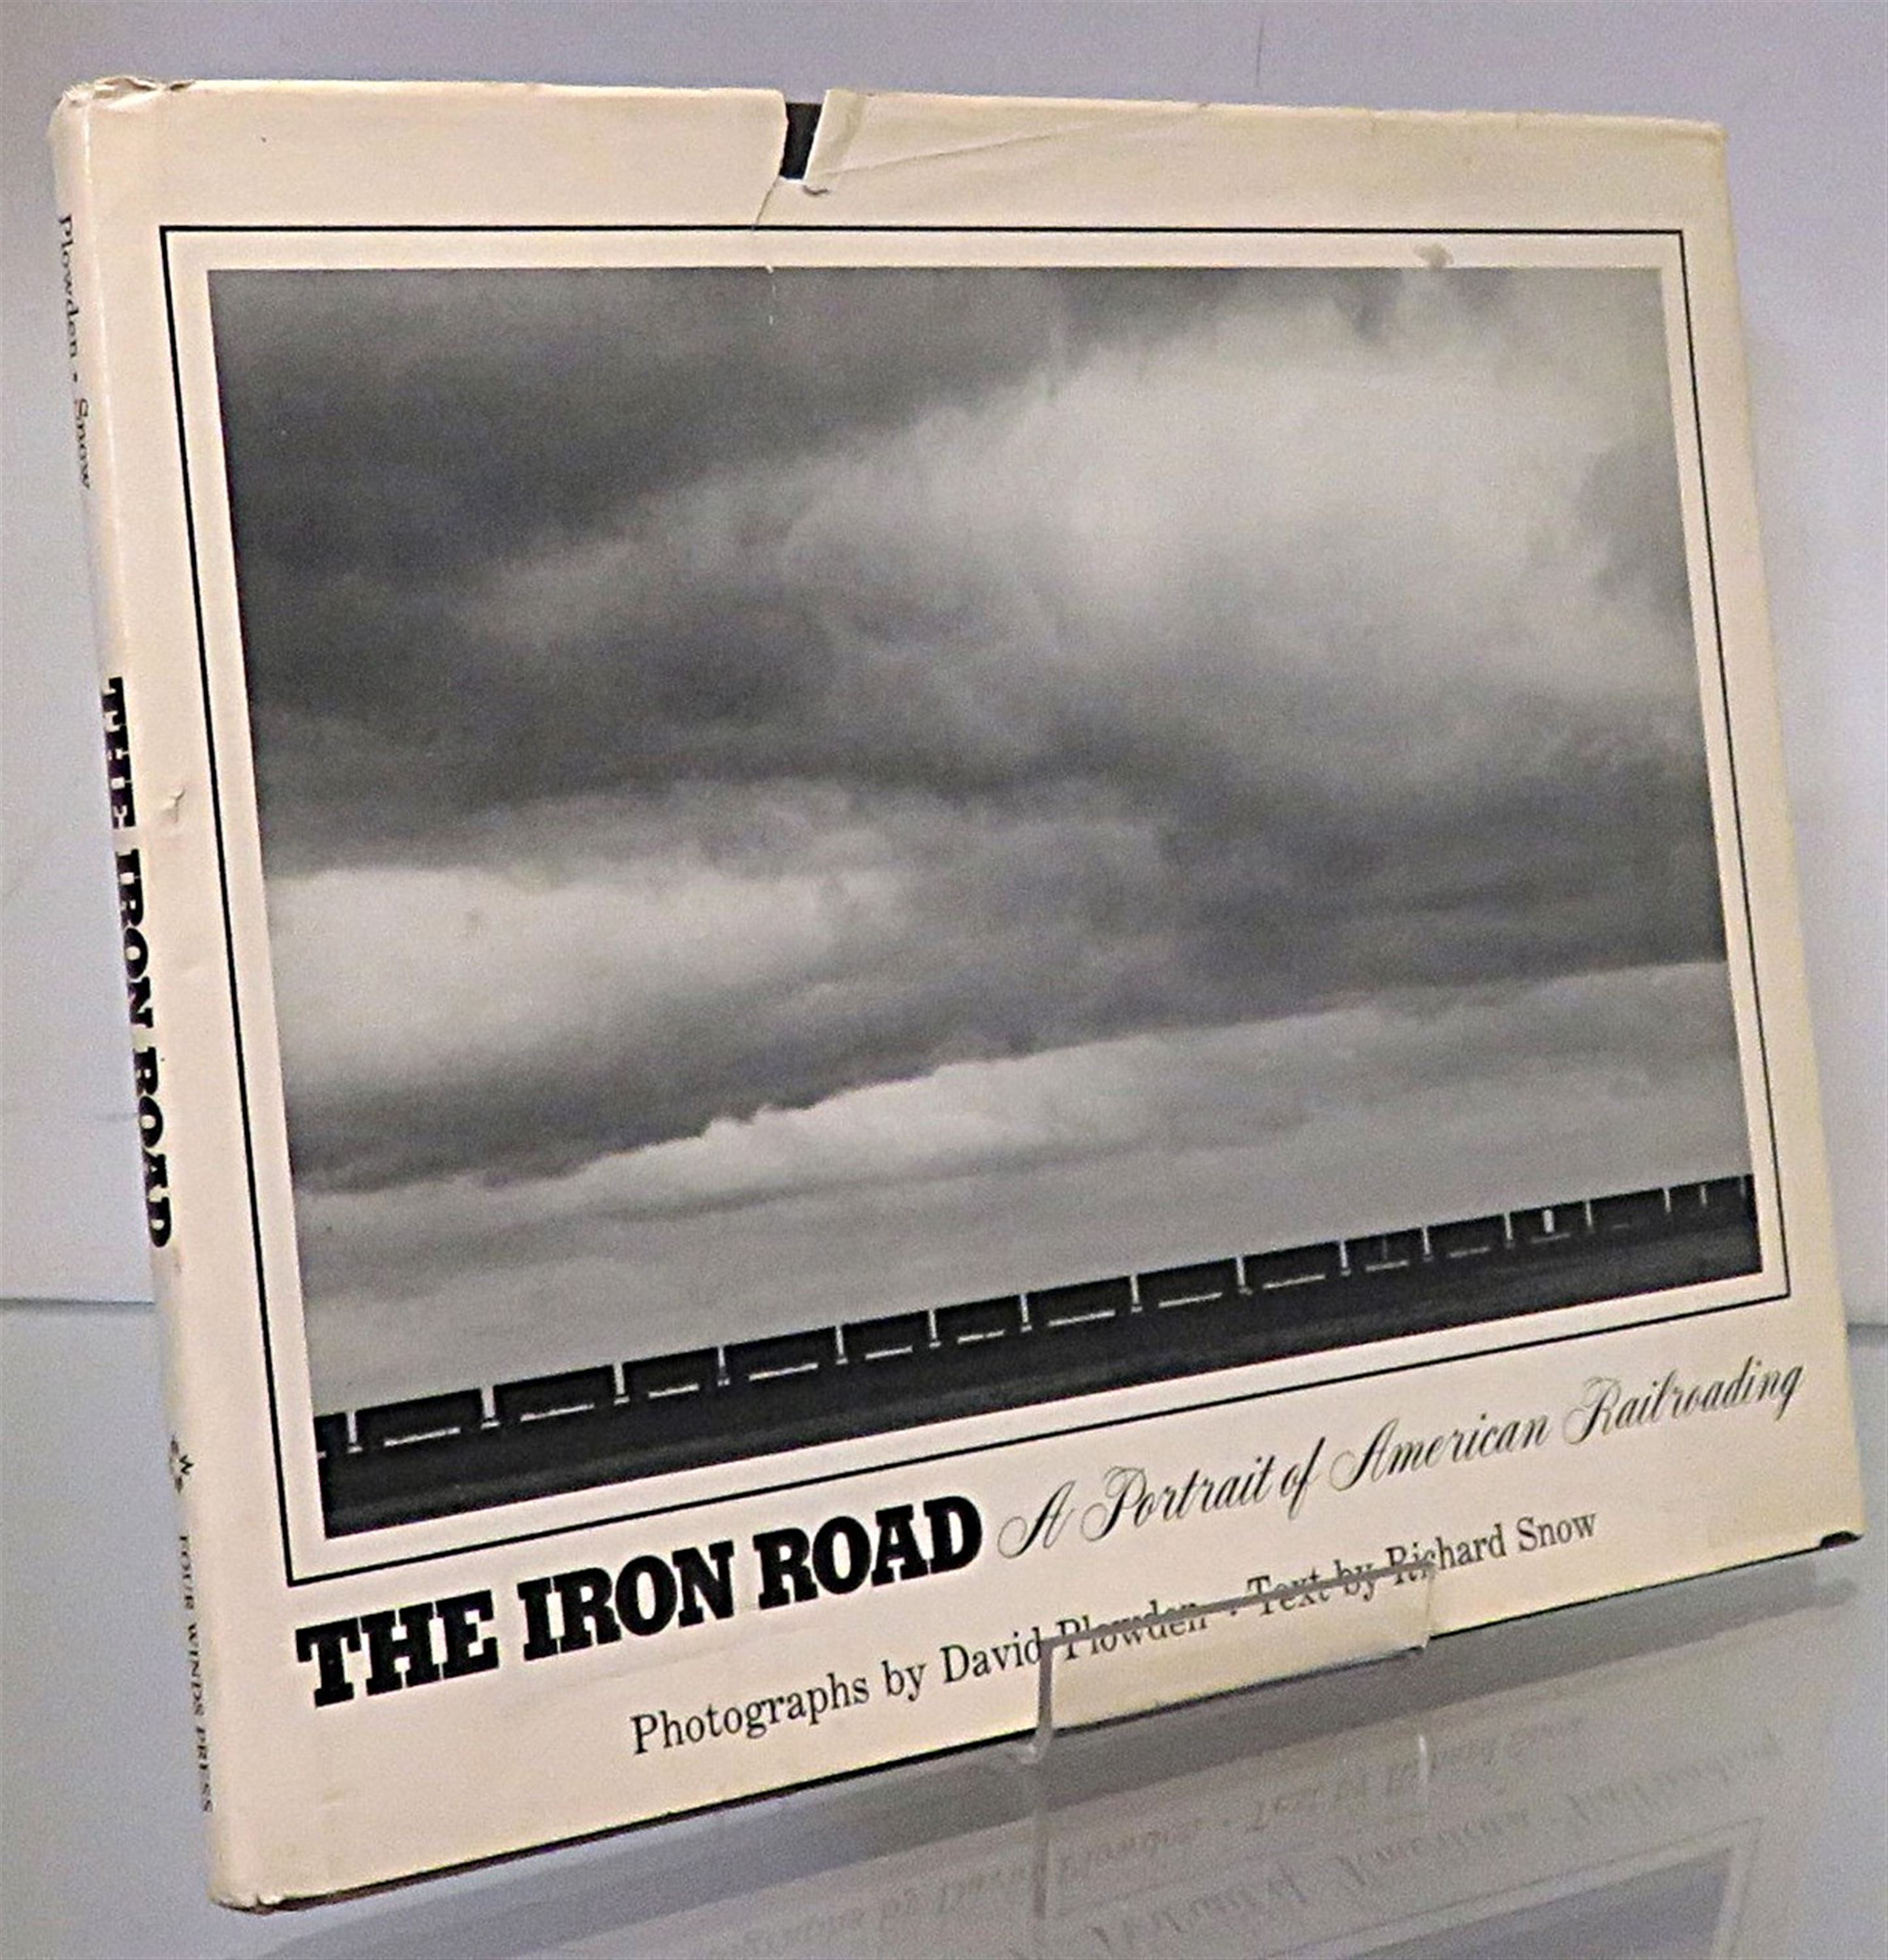 Plowden · Snow
THE IRON ROAD
FOUR WINDS PRESS
THE IRON ROAD A Portrait of American Railroading
Photographs by David Plowden · Text by Richard Snow